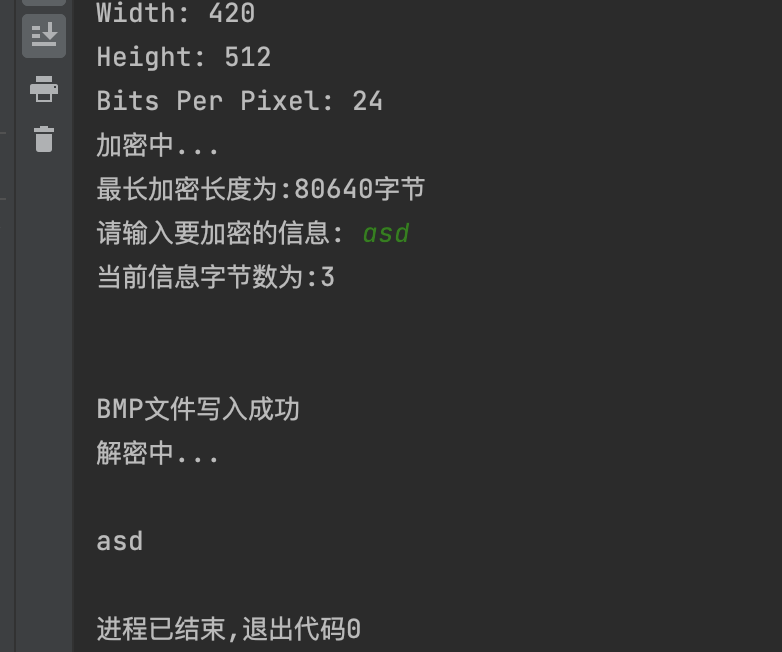 Width: 420
Height: 512
Bits Per Pixel: 24
加密中...
最长加密长度为:80640字节
请输入要加密的信息: asd
当前信息字节数为:3
BMP文件写入成功
解密中...
asd
进程已结束,退出代码0